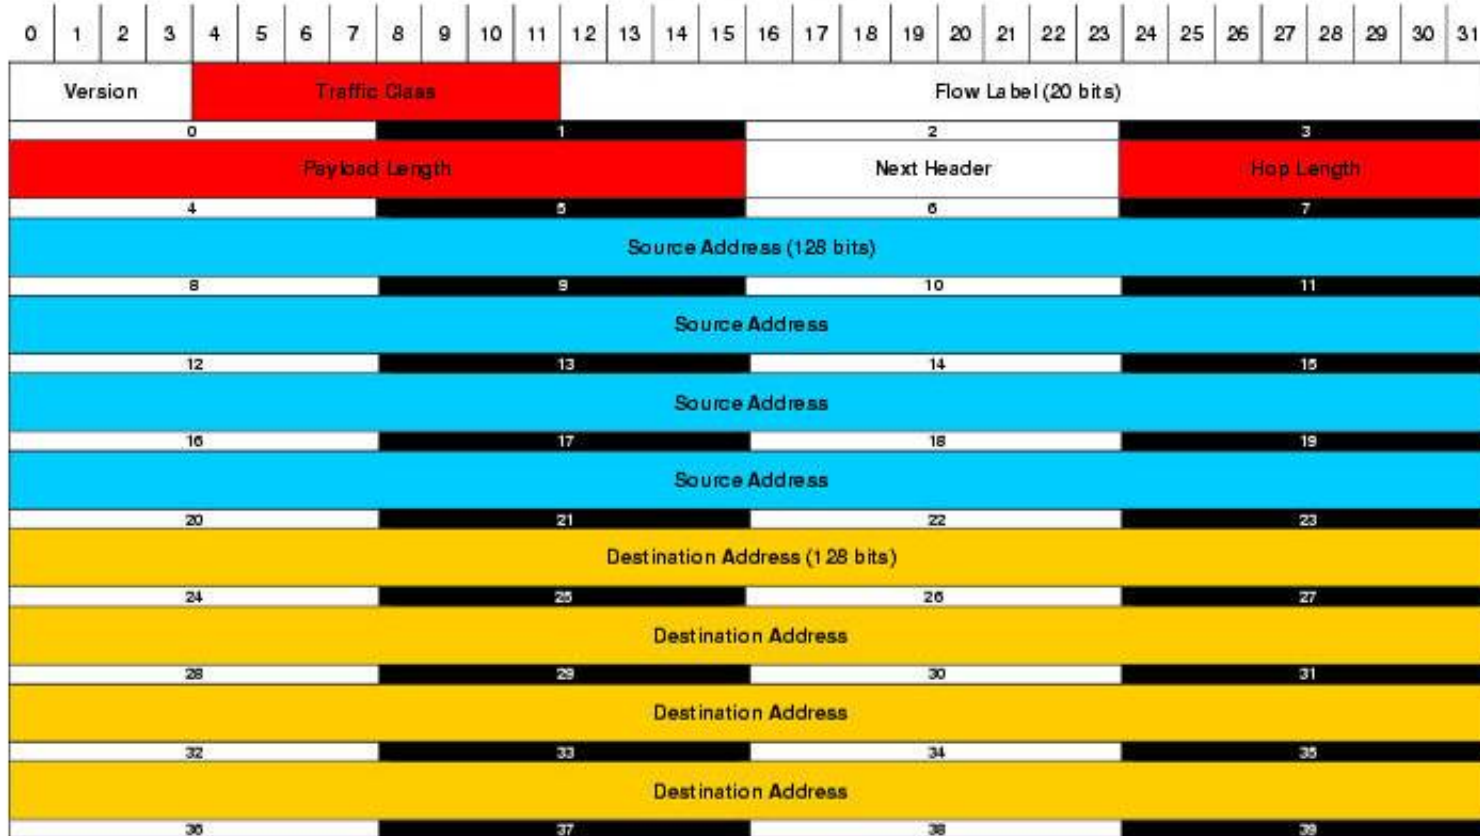 0 1 2 3 4 5 6 7 8 9 10 11 12 13 14 15 16 17 18 19 20 21 22 23 24 25 26 27 28 29 30 31
Version Traffic Class Flow Label (20 bits)
0 1 2 3
Payload Length Next Header Hop Length
4 5 6 7
Source Address (128 bits)
8 9 10 11
Source Address
12 13 14 15
Source Address
16 17 18 19
Source Address
20 21 22 23
Destination Address (128 bits)
24 25 26 27
Destination Address
28 29 30 31
Destination Address
32 33 34 35
Destination Address
36 37 38 39